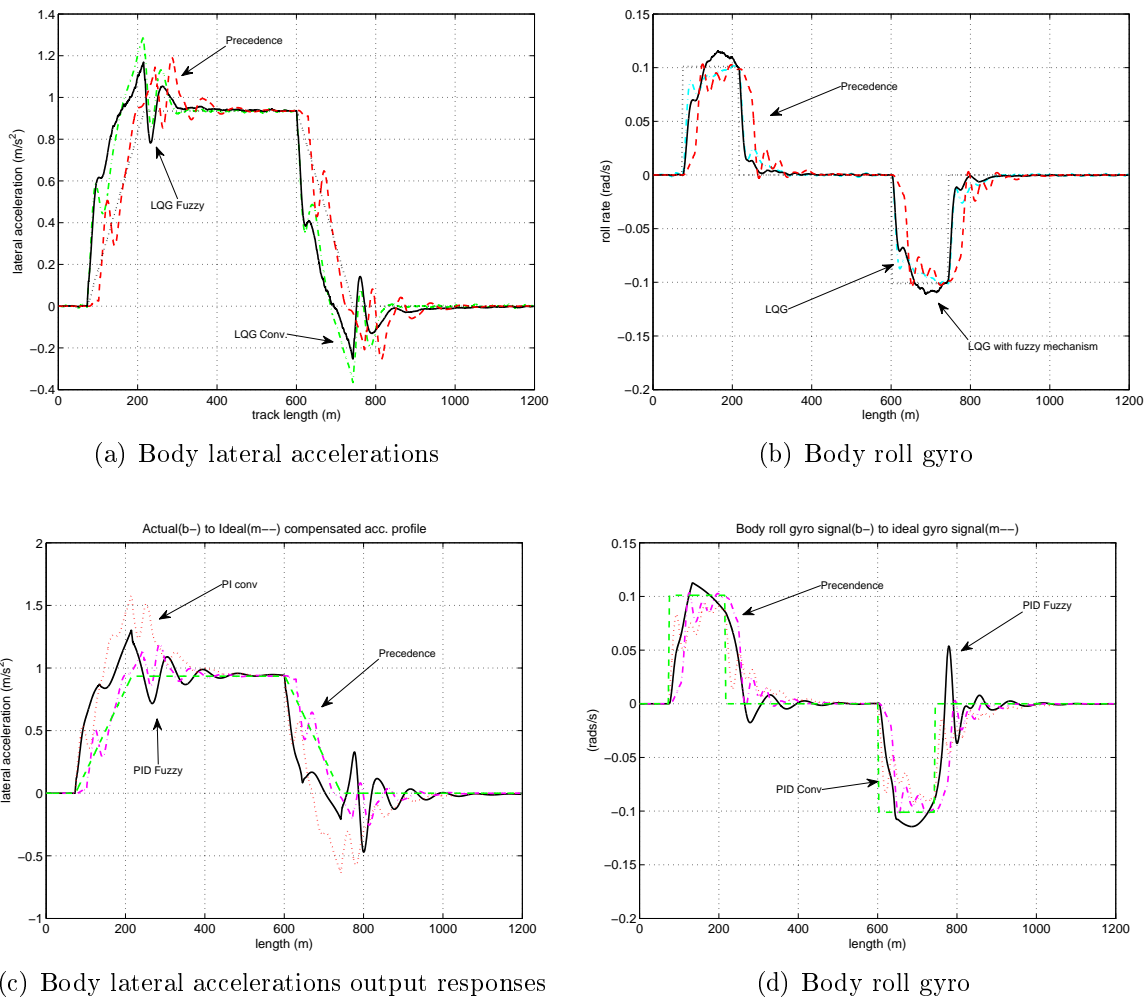 1.4
1.2
1
0.8
0.6
0.4
0.2
0
−0.2
−0.4
0 200 400 600 800 1000 1200
track length (m)
lateral acceleration (m/s²)
Precedence
LQG Fuzzy
LQG Conv.
(a) Body lateral accelerations
0.15
0.1
0.05
0
−0.05
−0.1
−0.15
−0.2
0 200 400 600 800 1000 1200
length (m)
roll rate (rad/s)
Precedence
LQG
LQG with fuzzy mechanism
(b) Body roll gyro
Actual(b−) to Ideal(m−−) compensated acc. profile
2
1.5
1
0.5
0
−0.5
−1
0 200 400 600 800 1000 1200
length (m)
lateral acceleration (m/s²)
PI conv
Precedence
PID Fuzzy
(c) Body lateral accelerations output responses
Body roll gyro signal(b−) to ideal gyro signal(m−−)
0.15
0.1
0.05
0
−0.05
−0.1
−0.15
−0.2
0 200 400 600 800 1000 1200
length (m)
(rads/s)
Precendence
PID Fuzzy
PID Conv
(d) Body roll gyro